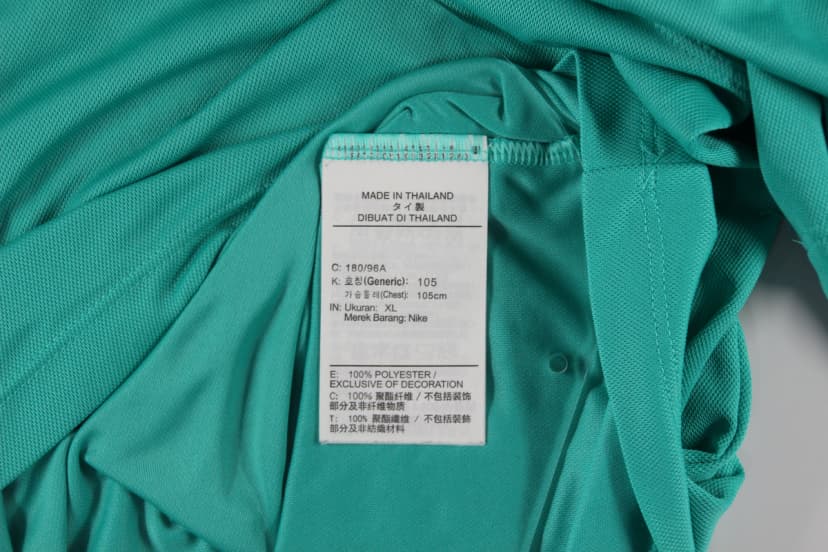 MADE IN THAILAND
タイ製
DIBUAT DI THAILAND
C: 180/96A
K: 호칭(Generic): 105
가슴둘레(Chest): 105cm
IN: Ukuran: XL
Merek Barang: Nike
E: 100% POLYESTER /
EXCLUSIVE OF DECORATION
C: 100% 聚酯纤维 / 不包括装饰
部分及非纤维物质
T: 100% 聚酯纖維 / 不包括裝飾
部分及非紡織材料